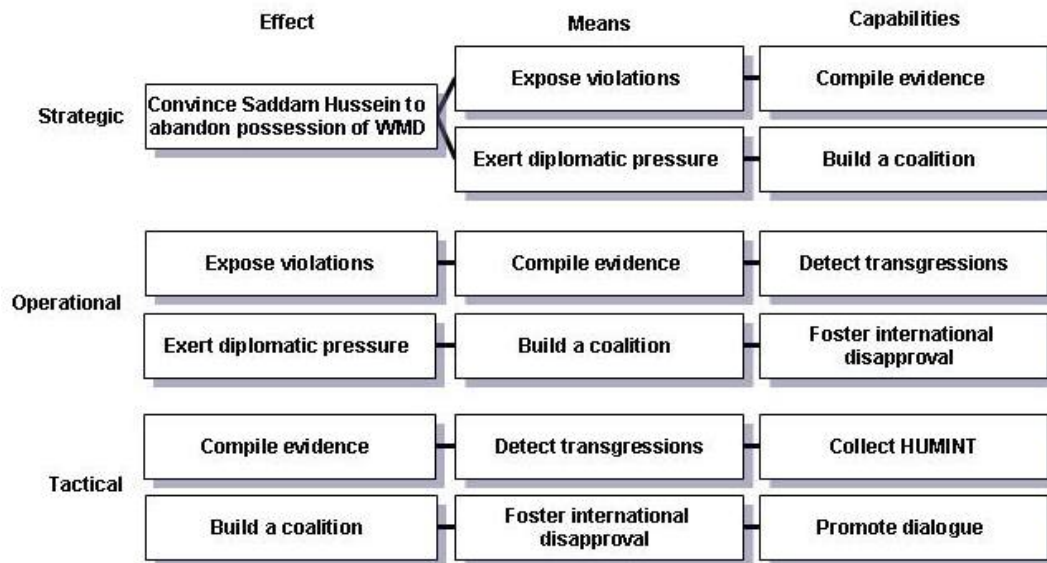 Effect
Means
Capabilities
Strategic
Convince Saddam Hussein to
abandon possession of WMD
Expose violations
Compile evidence
Exert diplomatic pressure
Build a coalition
Operational
Expose violations
Compile evidence
Detect transgressions
Exert diplomatic pressure
Build a coalition
Foster international
disapproval
Tactical
Compile evidence
Detect transgressions
Collect HUMINT
Build a coalition
Foster international
disapproval
Promote dialogue